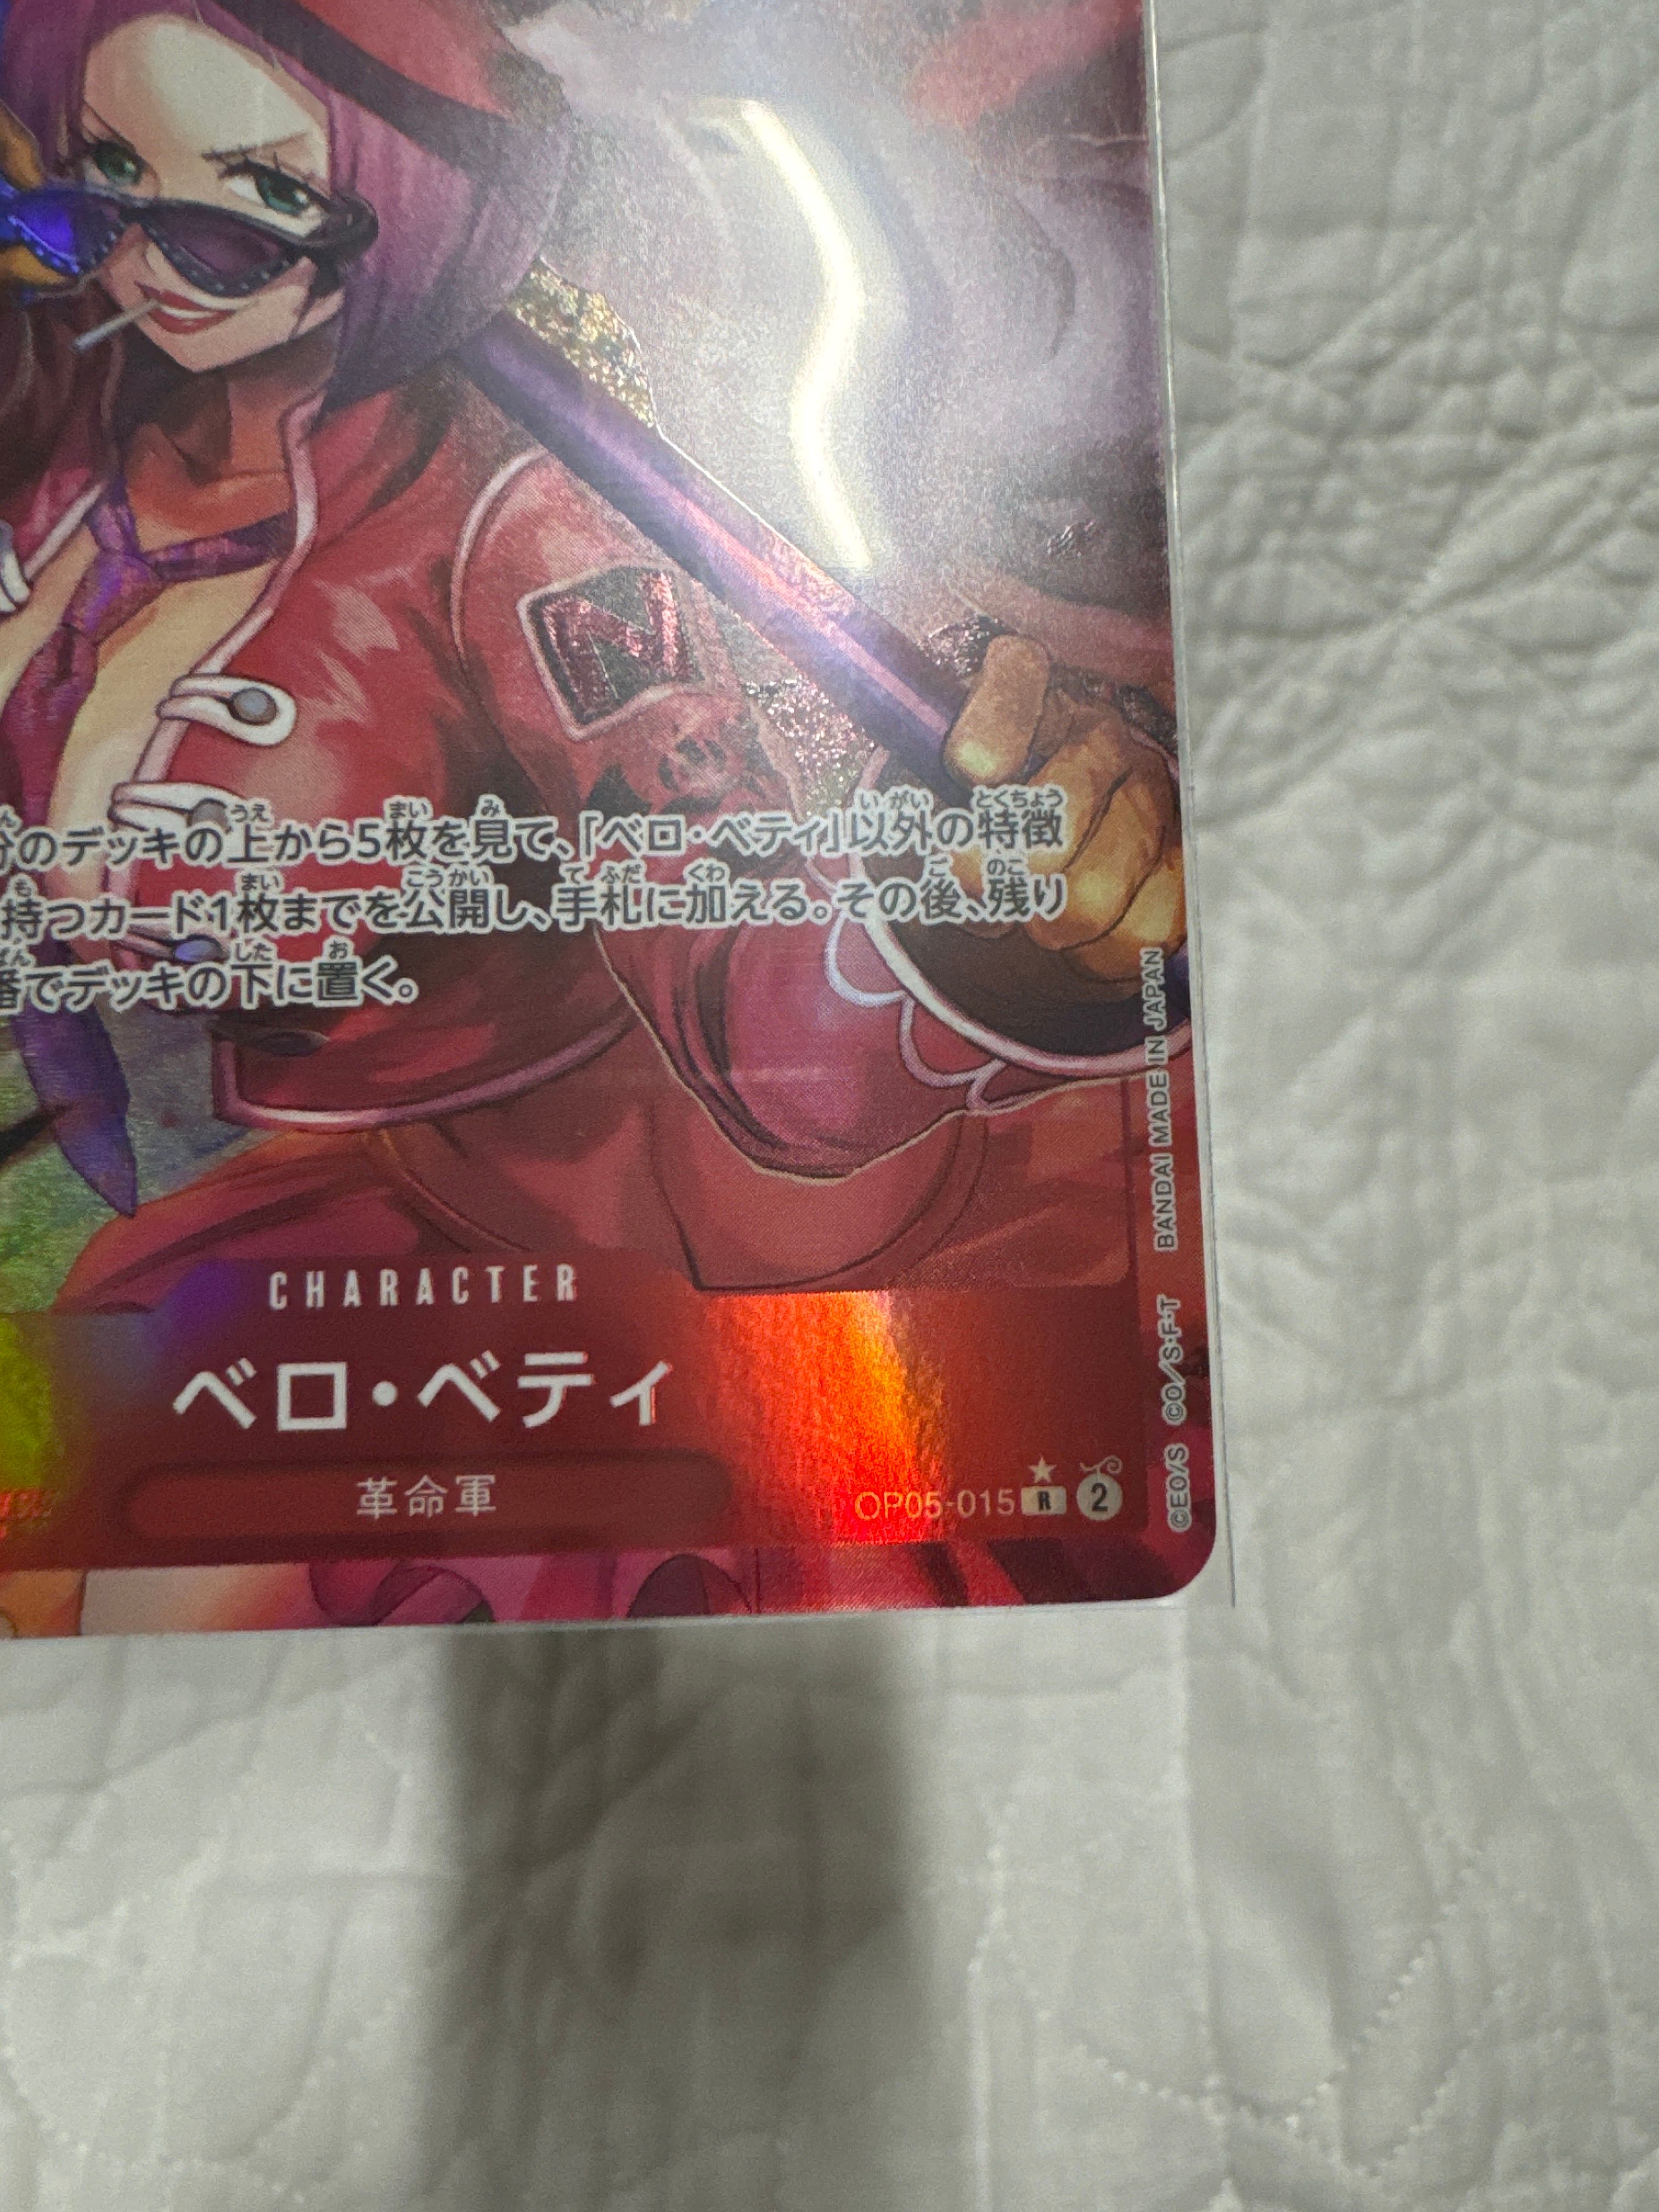 N
分のデッキの上から5枚を見て、「ベロ・ベティ」以外の特徴
持つカード1枚までを公開し、手札に加える。その後、残り
番でデッキの下に置く。
BANDAI MADE IN JAPAN
©EO/S ©O/S・F・T
CHARACTER
ベロ・ベティ
革命軍
OP05-015 R 2